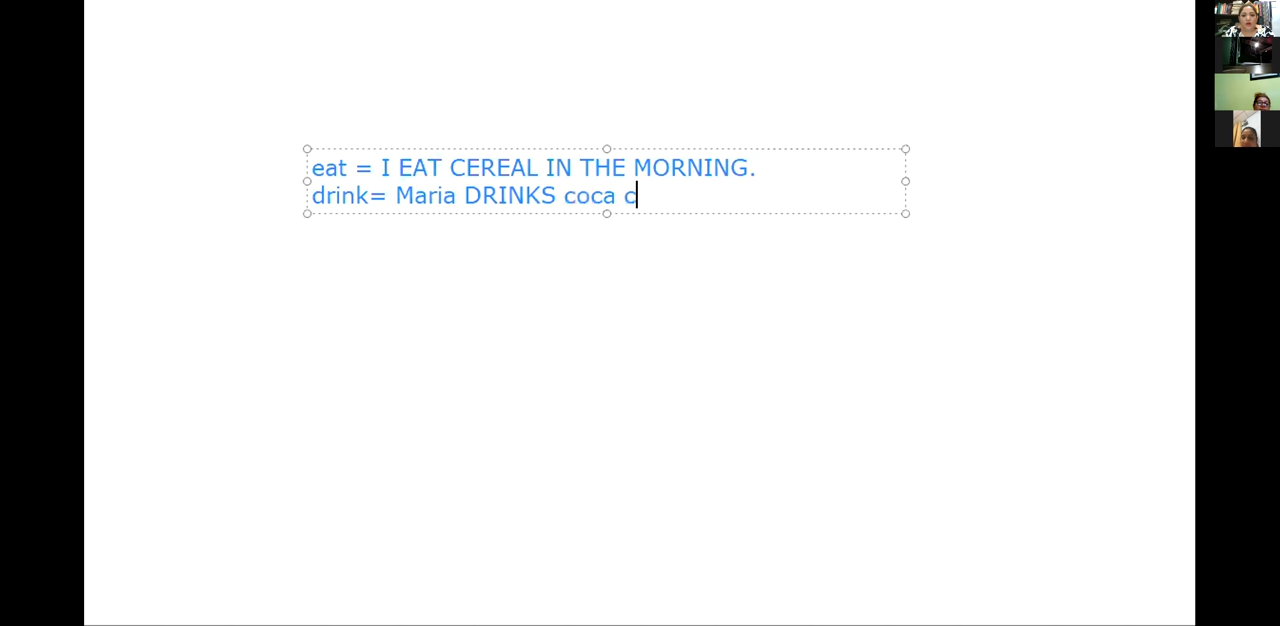 eat = I EAT CEREAL IN THE MORNING.
drink= Maria DRINKS coca c